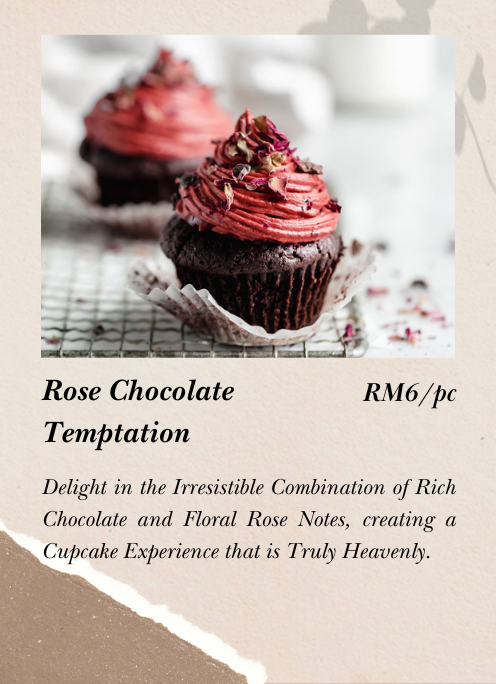 Rose Chocolate RM6/pc
Temptation
Delight in the Irresistible Combination of Rich
Chocolate and Floral Rose Notes, creating a
Cupcake Experience that is Truly Heavenly.